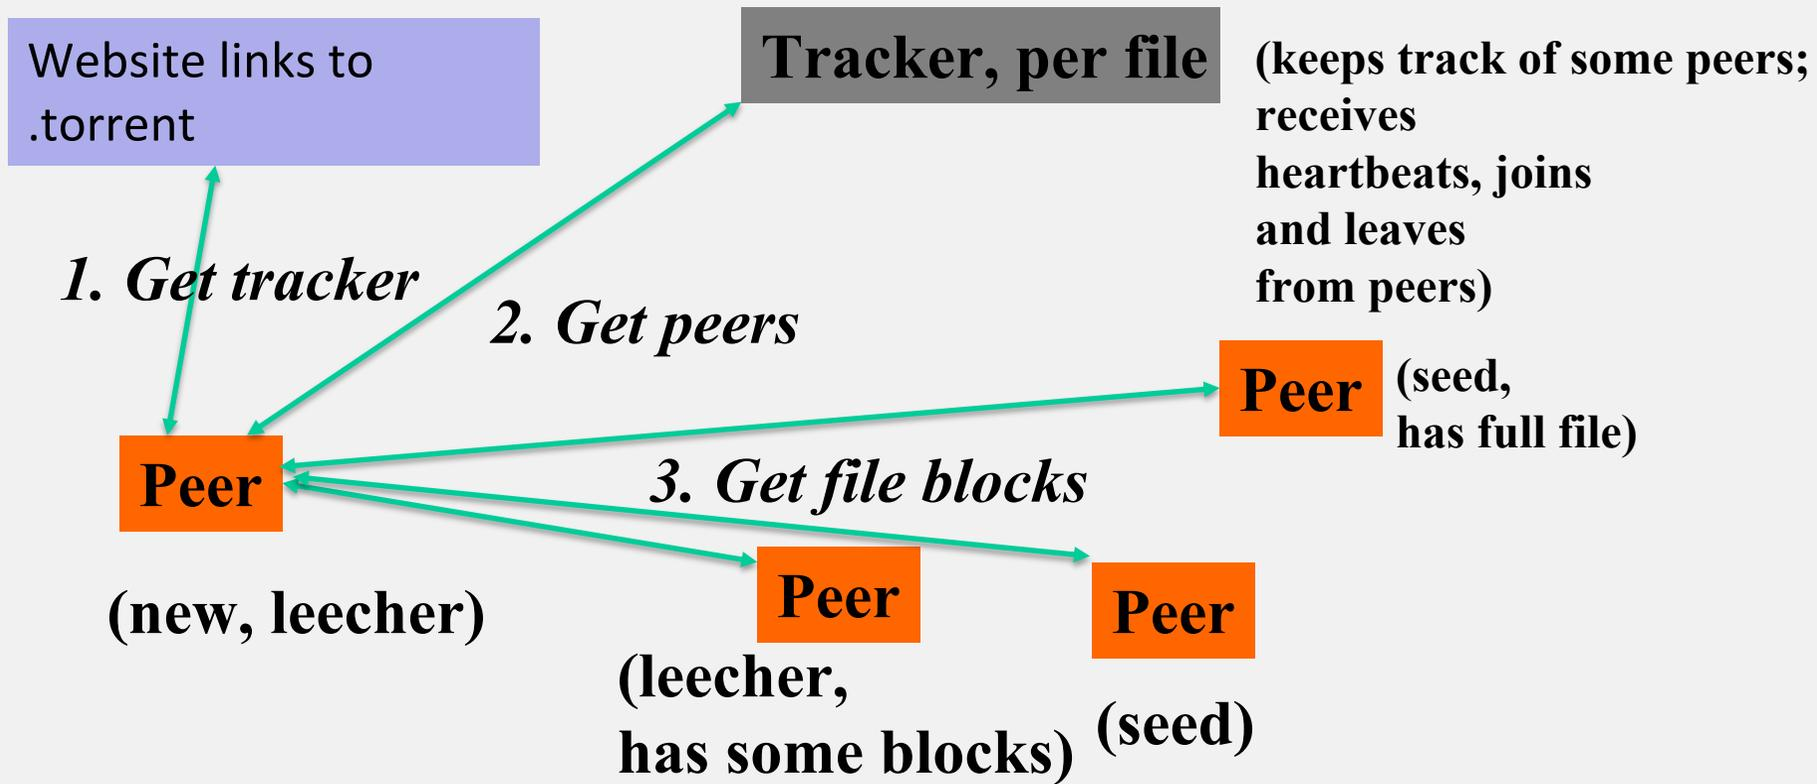 Website links to
.torrent
Tracker, per file
(keeps track of some peers;
receives
heartbeats, joins
and leaves
from peers)
1. Get tracker
2. Get peers
Peer
(seed,
has full file)
Peer
3. Get file blocks
(new, leecher)
Peer
(leecher,
has some blocks)
Peer
(seed)